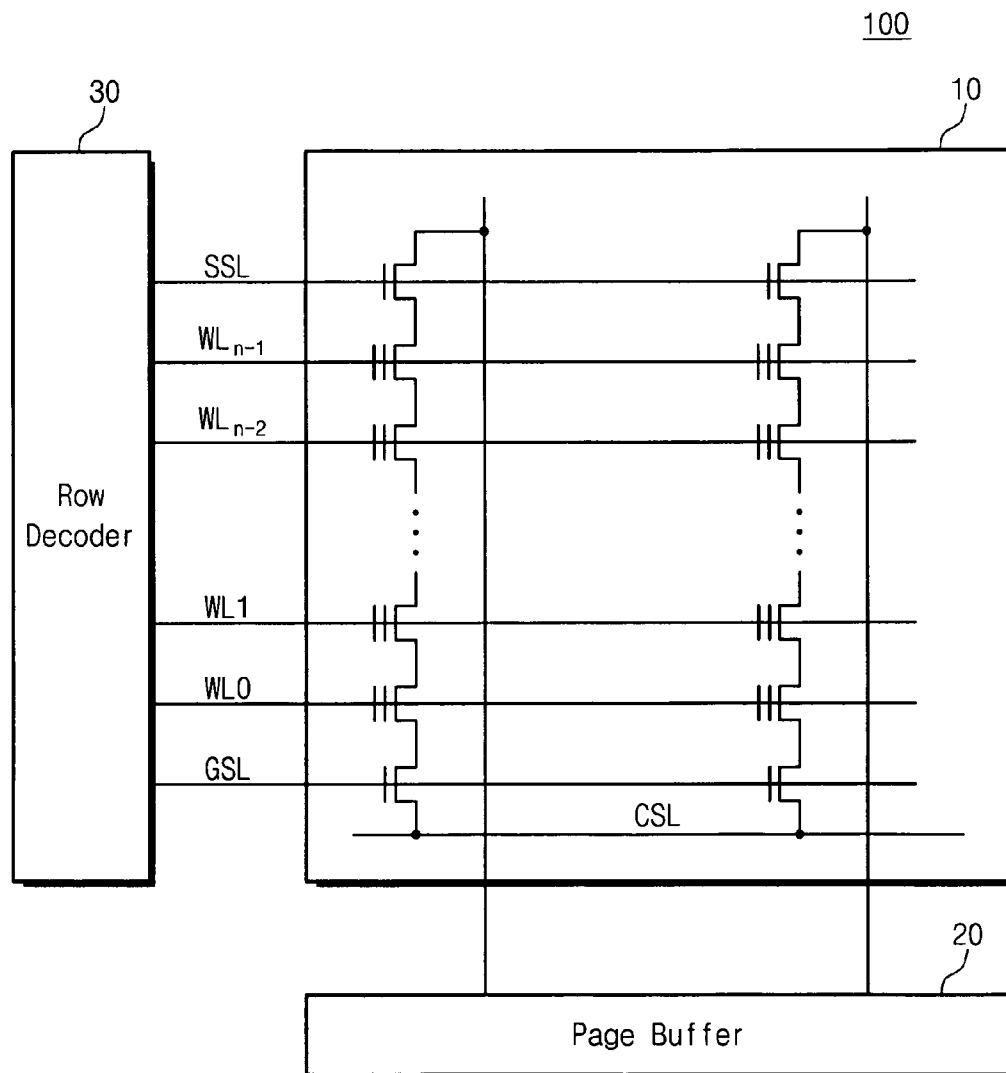 100
30
10
SSL
WLn-1
WLn-2
Row
Decoder
WL1
WL0
GSL
CSL
20
Page Buffer